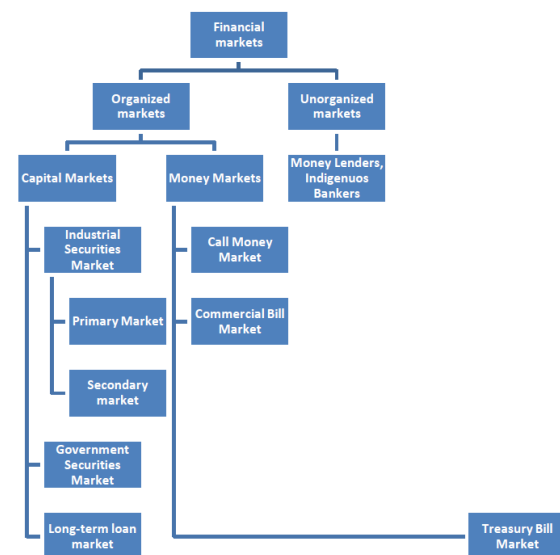 Financial
markets
Organized
markets
Unorganized
markets
Capital Markets
Money Markets
Money Lenders,
Indigenuos
Bankers
Industrial
Securities
Market
Call Money
Market
Primary Market
Commercial Bill
Market
Secondary
market
Government
Securities
Market
Long-term loan
market
Treasury Bill
Market